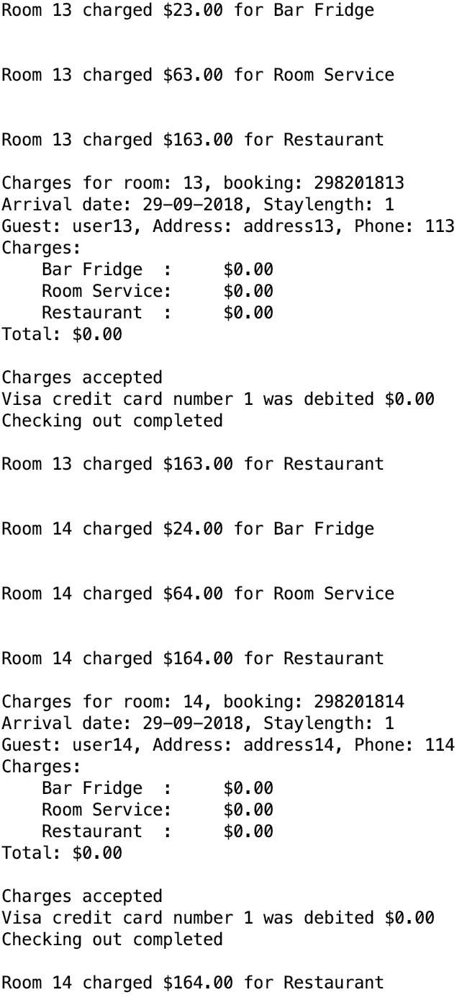 Room 13 charged $23.00 for Bar Fridge
Room 13 charged $63.00 for Room Service
Room 13 charged $163.00 for Restaurant
Charges for room: 13, booking: 298201813
Arrival date: 29-09-2018, Staylength: 1
Guest: user13, Address: address13, Phone: 113
Charges:
    Bar Fridge  :     $0.00
    Room Service:     $0.00
    Restaurant  :     $0.00
Total: $0.00
Charges accepted
Visa credit card number 1 was debited $0.00
Checking out completed
Room 13 charged $163.00 for Restaurant
Room 14 charged $24.00 for Bar Fridge
Room 14 charged $64.00 for Room Service
Room 14 charged $164.00 for Restaurant
Charges for room: 14, booking: 298201814
Arrival date: 29-09-2018, Staylength: 1
Guest: user14, Address: address14, Phone: 114
Charges:
    Bar Fridge  :     $0.00
    Room Service:     $0.00
    Restaurant  :     $0.00
Total: $0.00
Charges accepted
Visa credit card number 1 was debited $0.00
Checking out completed
Room 14 charged $164.00 for Restaurant